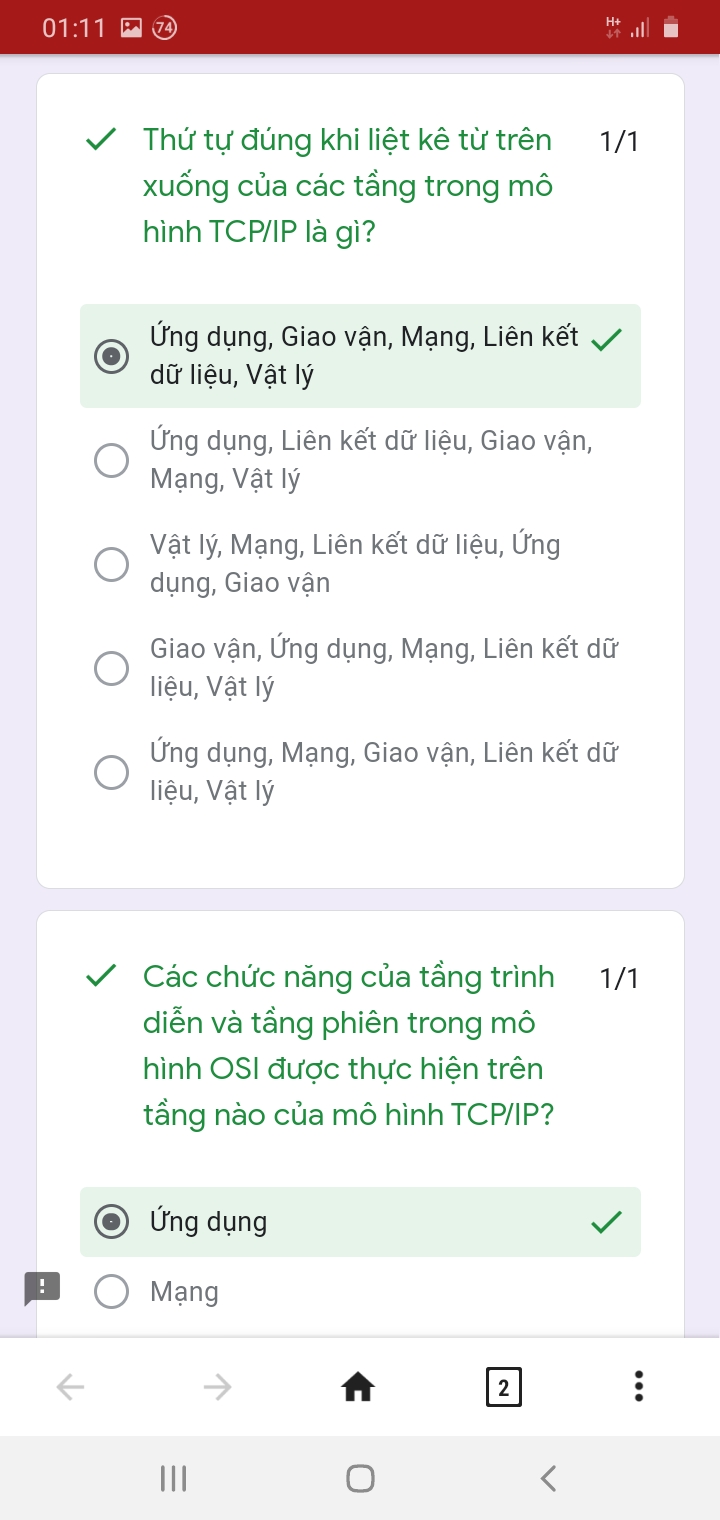 01:11 74 H+
Thứ tự đúng khi liệt kê từ trên 1/1
xuống của các tầng trong mô
hình TCP/IP là gì?
Ứng dụng, Giao vận, Mạng, Liên kết
dữ liệu, Vật lý
Ứng dụng, Liên kết dữ liệu, Giao vận,
Mạng, Vật lý
Vật lý, Mạng, Liên kết dữ liệu, Ứng
dụng, Giao vận
Giao vận, Ứng dụng, Mạng, Liên kết dữ
liệu, Vật lý
Ứng dụng, Mạng, Giao vận, Liên kết dữ
liệu, Vật lý
Các chức năng của tầng trình 1/1
diễn và tầng phiên trong mô
hình OSI được thực hiện trên
tầng nào của mô hình TCP/IP?
Ứng dụng
Mạng
2